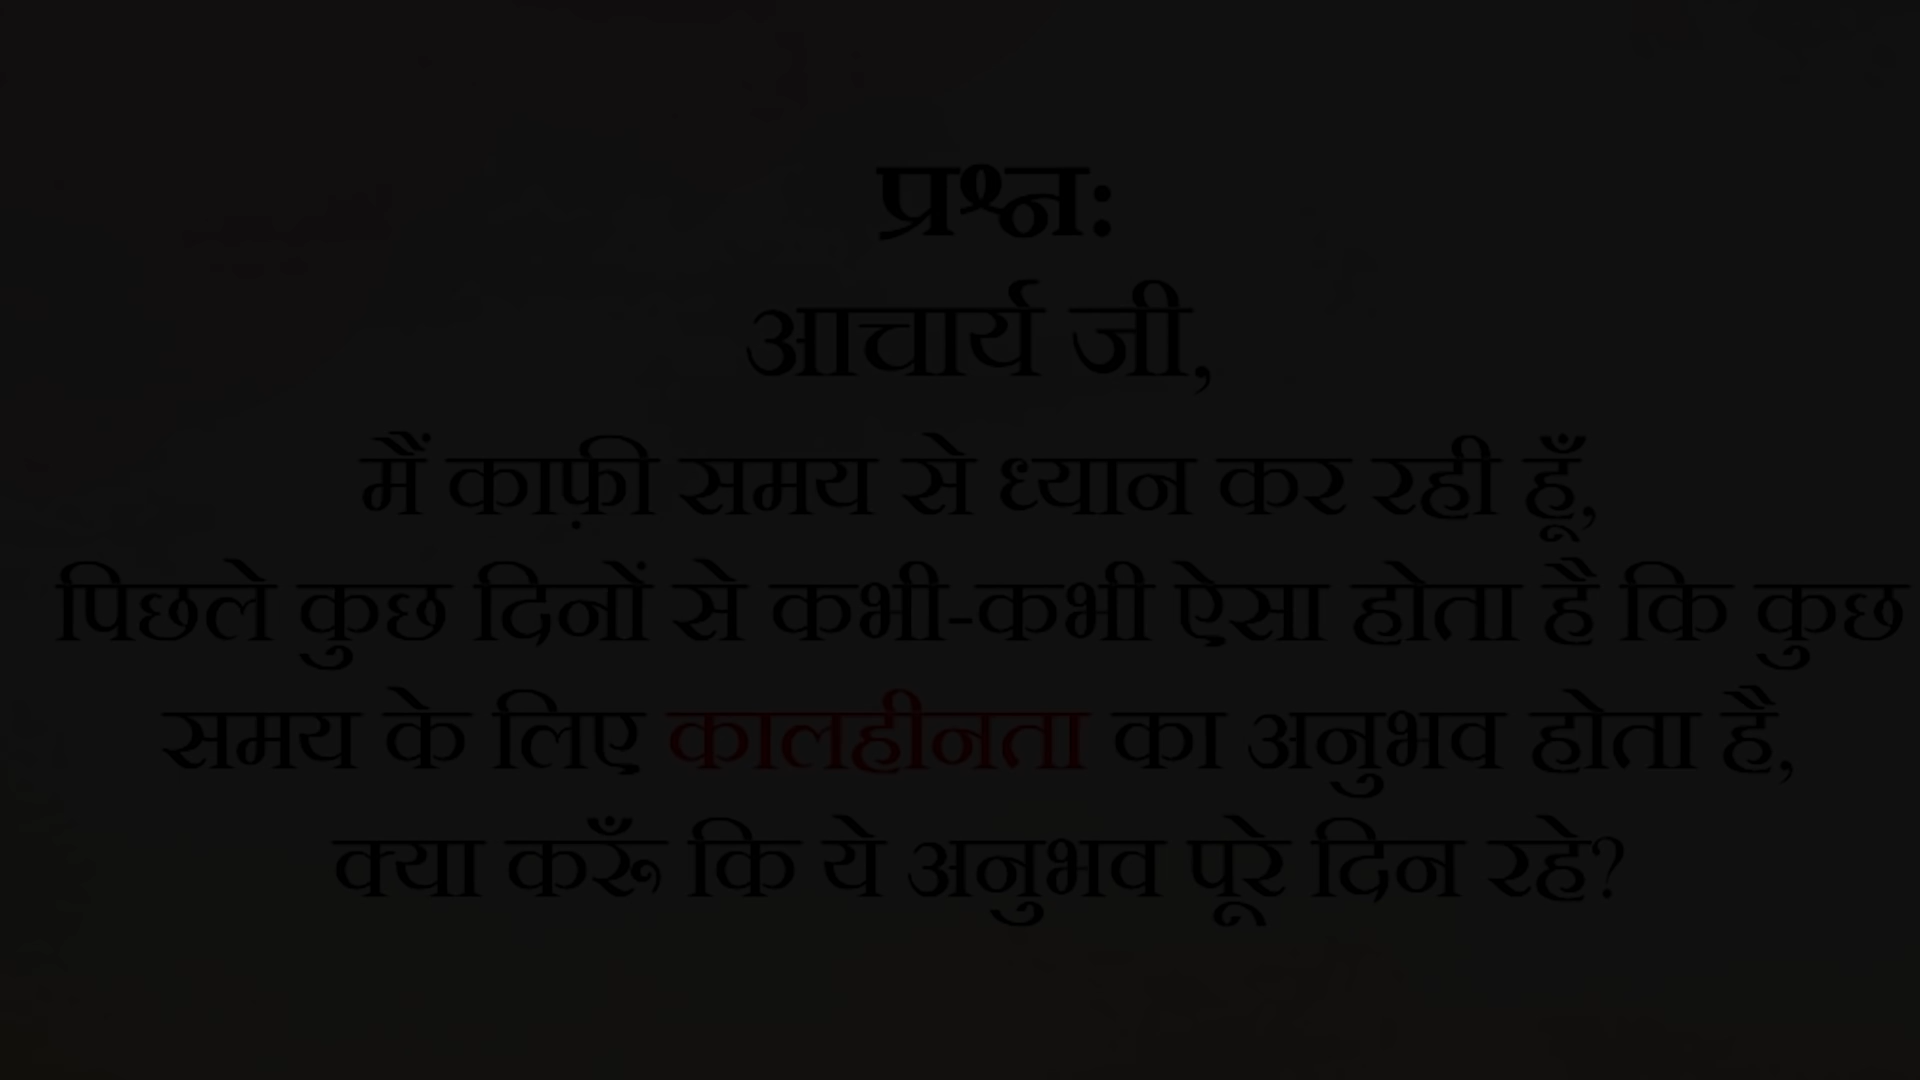 प्रश्न:
आचार्य जी,
मैं काफ़ी समय से ध्यान कर रही हूँ,
पिछले कुछ दिनों से कभी-कभी ऐसा होता है कि कुछ
समय के लिए कालहीनता का अनुभव होता है,
क्या करूँ कि ये अनुभव पूरे दिन रहे?